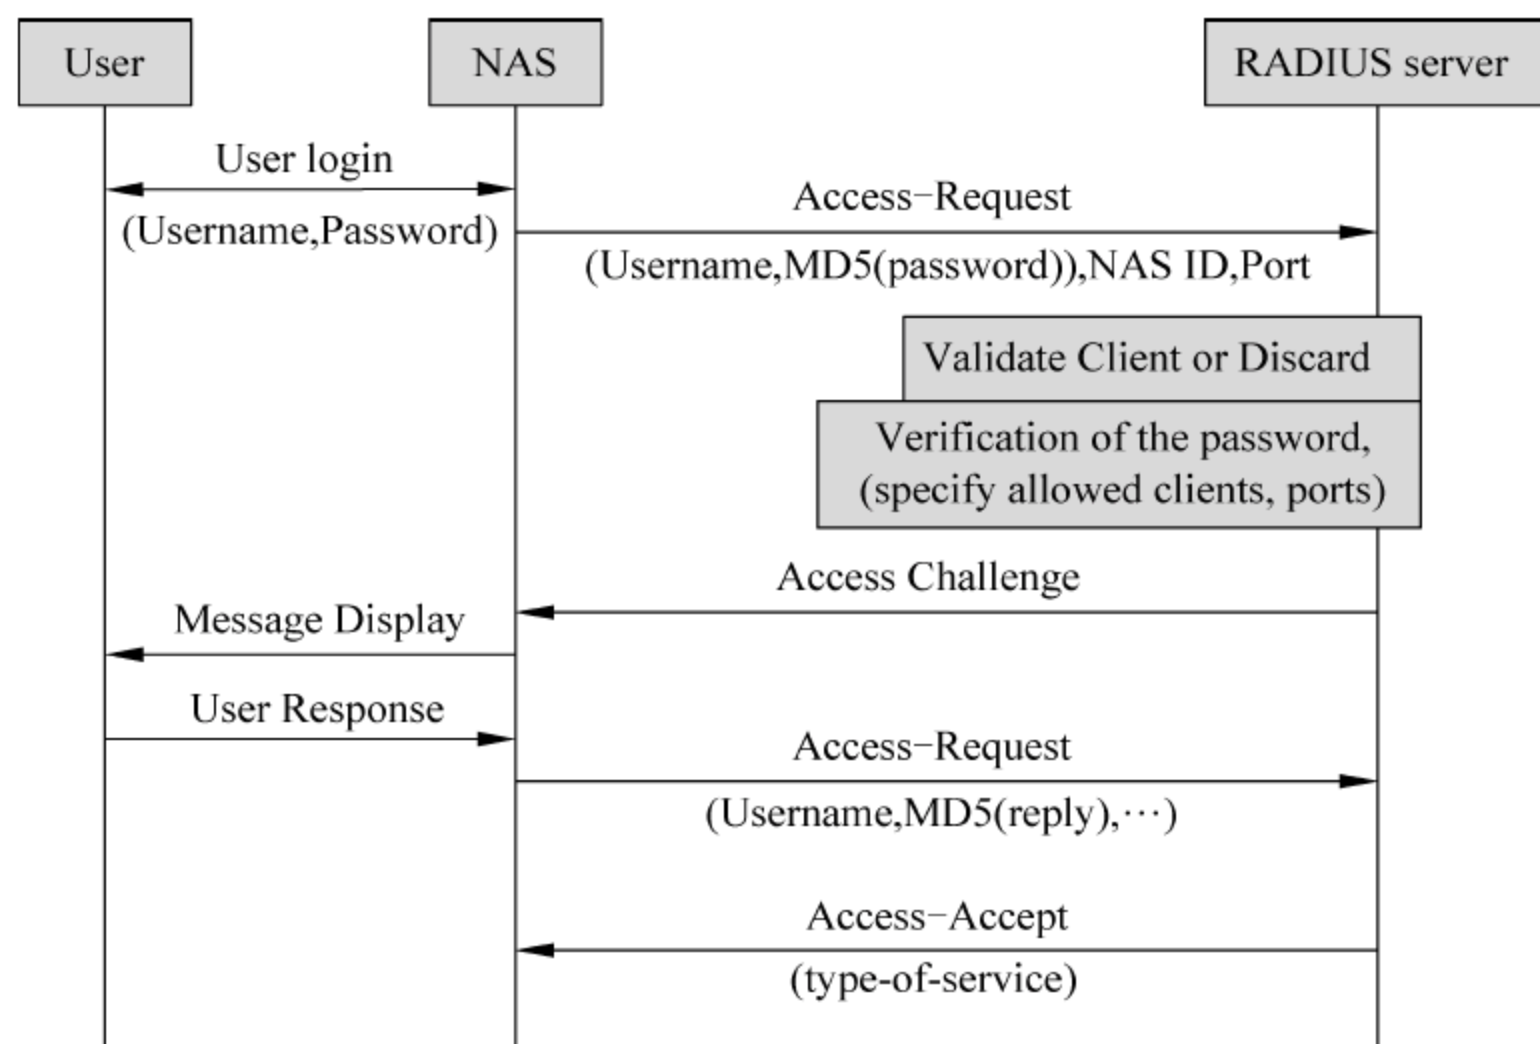 User
NAS
RADIUS server
User login
(Username,Password)
Access−Request
(Username,MD5(password)),NAS ID,Port
Validate Client or Discard
Verification of the password,
(specify allowed clients, ports)
Access Challenge
Message Display
User Response
Access−Request
(Username,MD5(reply),···)
Access−Accept
(type-of-service)